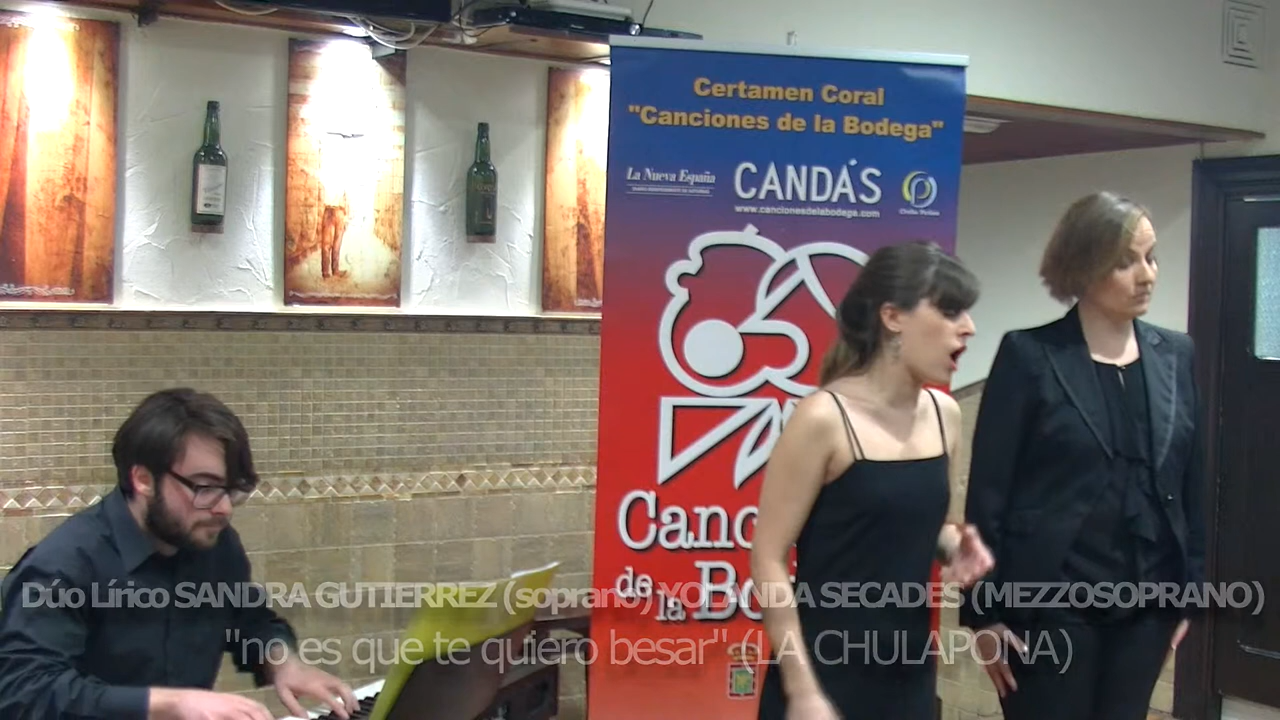 Certamen Coral
"Canciones de la Bodega"
La Nueva España
CANDÁS
www.cancionesdelabodega.com
Canc
de la Bo
Dúo Lírico SANDRA GUTIERREZ (soprano) YOLANDA SECADES (MEZZOSOPRANO)
"no es que te quiero besar" (LA CHULAPONA)